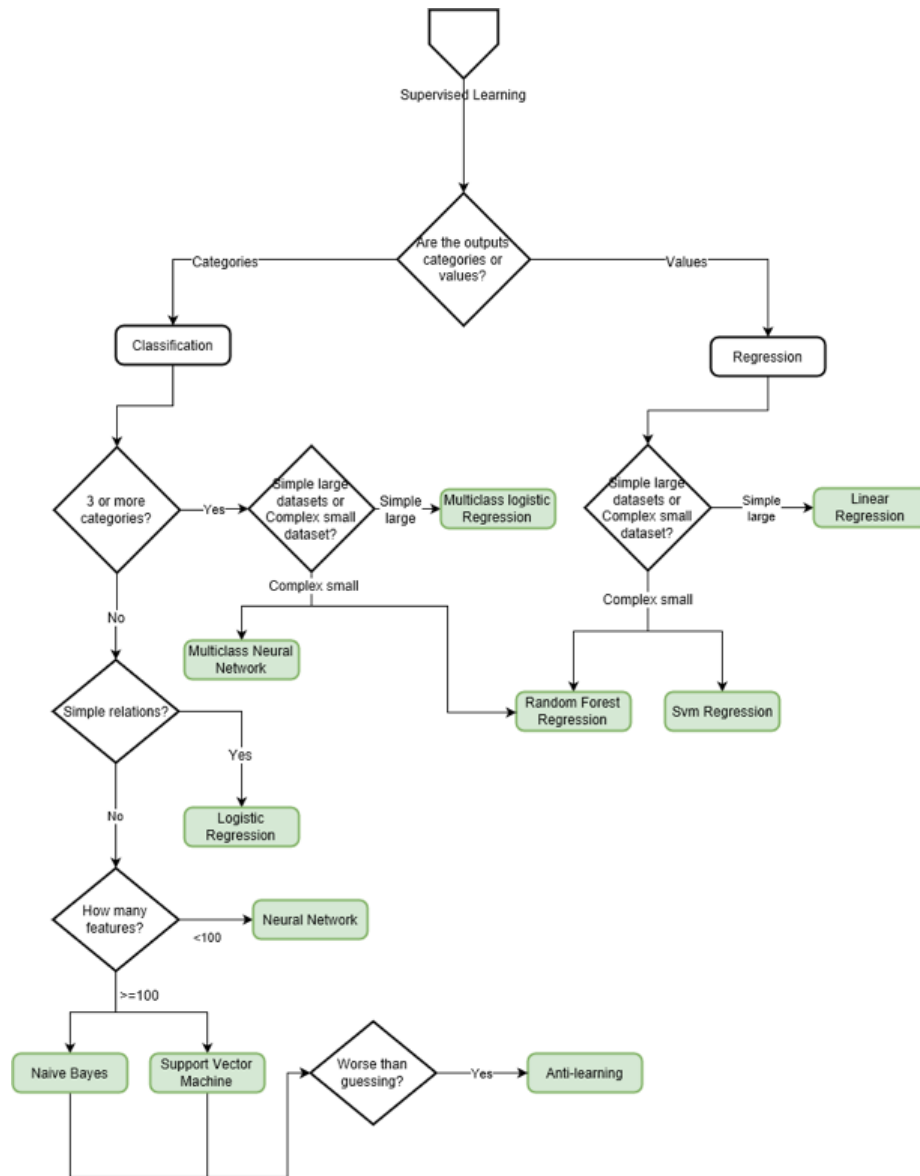 Supervised Learning
Are the outputs
categories or
values?
Categories
Values
Classification
Regression
3 or more
categories?
Yes
Simple large
datasets or
Complex small
dataset?
Simple
large
Multiclass logistic
Regression
Simple large
datasets or
Complex small
dataset?
Simple
large
Linear
Regression
Complex small
Complex small
No
Multiclass Neural
Network
Random Forest
Regression
Svm Regression
Simple relations?
Yes
Logistic
Regression
No
How many
features?
<100
Neural Network
>=100
Naive Bayes
Support Vector
Machine
Worse than
guessing?
Yes
Anti-learning